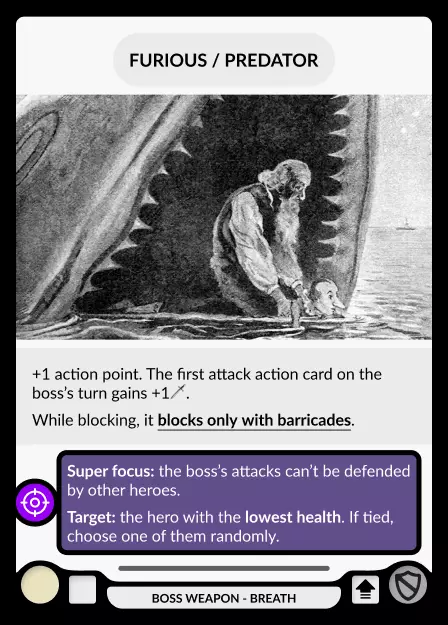 FURIOUS / PREDATOR
+1 action point. The first attack action card on the
boss's turn gains +1.
While blocking, it blocks only with barricades.
Super focus: the boss's attacks can't be defended
by other heroes.
Target: the hero with the lowest health. If tied,
choose one of them randomly.
BOSS WEAPON - BREATH